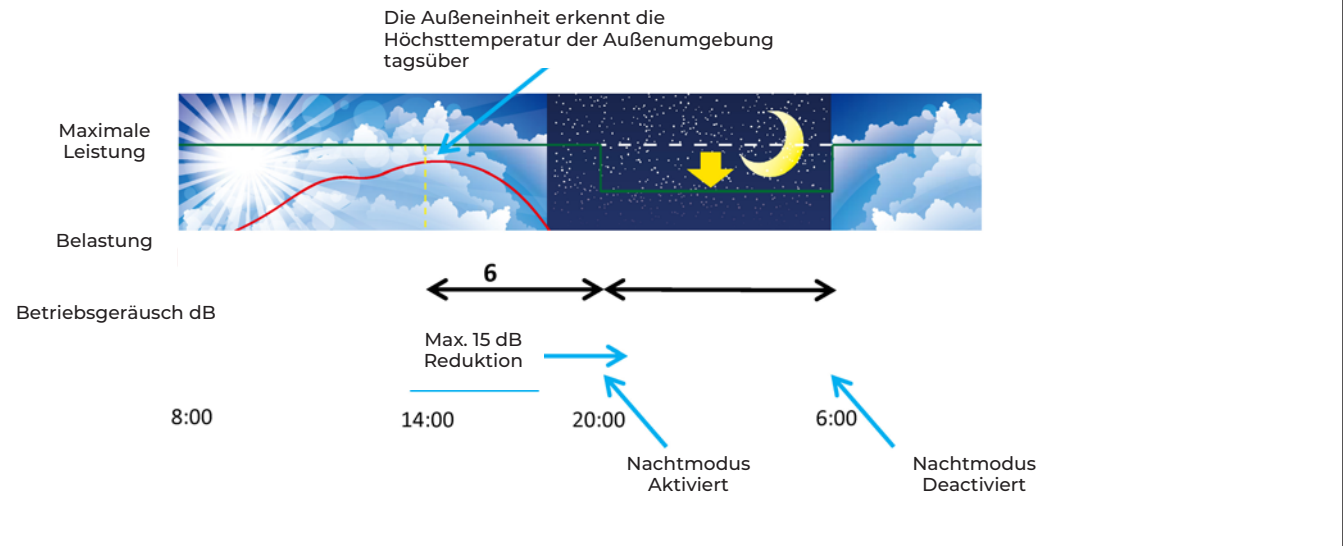 Die Außeneinheit erkennt die
Höchsttemperatur der Außenumgebung
tagsüber
Maximale
Leistung
Belastung
6
Betriebsgeräusch dB
Max. 15 dB
Reduktion
8:00
14:00
20:00
6:00
Nachtmodus
Aktiviert
Nachtmodus
Deactiviert